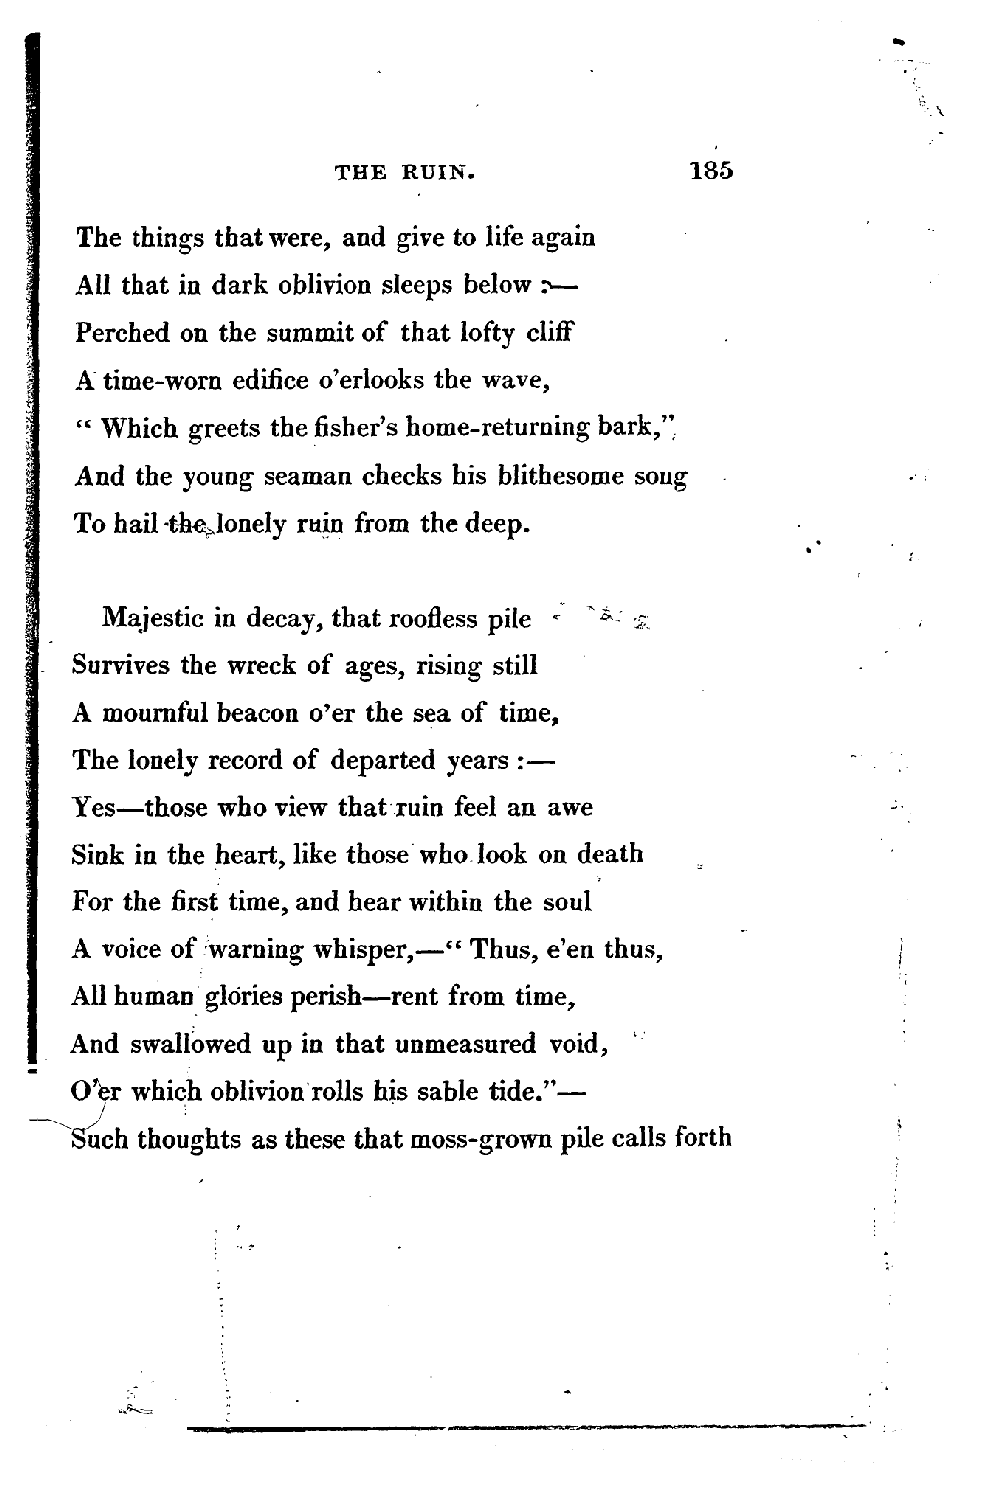 THE RUIN. 185
The things that were, and give to life again
All that in dark oblivion sleeps below :—
Perched on the summit of that lofty cliff
A time-worn edifice o'erlooks the wave,
“ Which greets the fisher's home-returning bark,”
And the young seaman checks his blithesome song
To hail the lonely ruin from the deep.
Majestic in decay, that roofless pile
Survives the wreck of ages, rising still
A mournful beacon o'er the sea of time,
The lonely record of departed years :—
Yes—those who view that ruin feel an awe
Sink in the heart, like those who look on death
For the first time, and hear within the soul
A voice of warning whisper,—“ Thus, e'en thus,
All human glories perish—rent from time,
And swallowed up in that unmeasured void,
O'er which oblivion rolls his sable tide.”—
Such thoughts as these that moss-grown pile calls forth